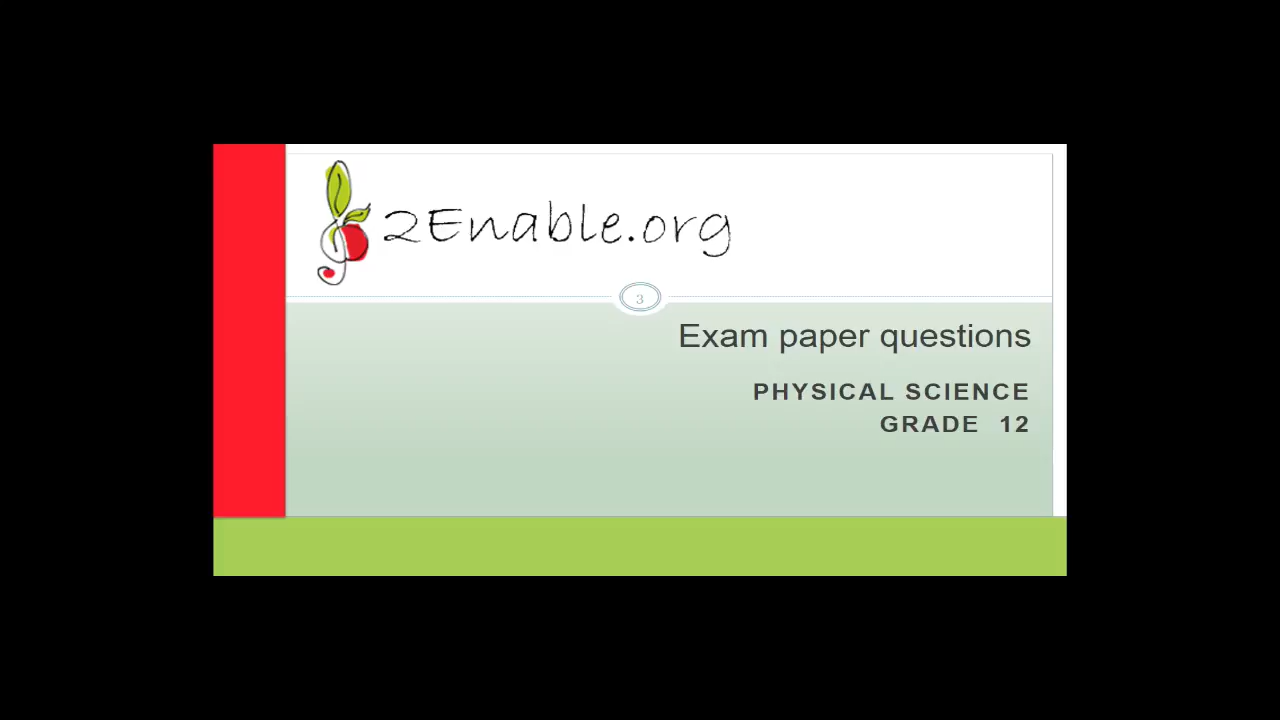 2Enable.org
3
Exam paper questions
PHYSICAL SCIENCE
GRADE 12